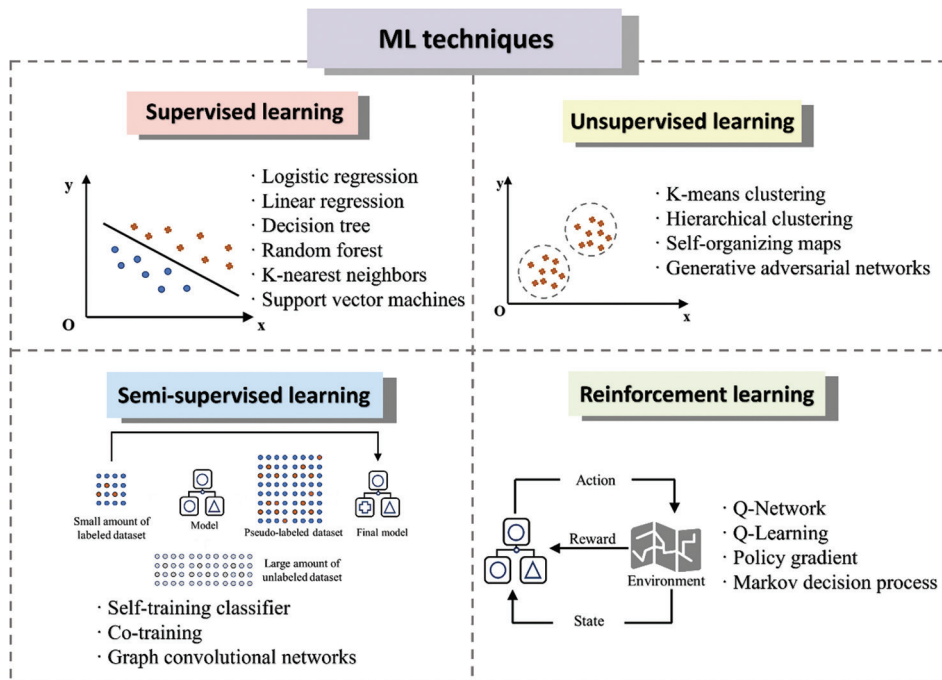 ML techniques
Supervised learning
y
O
x
· Logistic regression
· Linear regression
· Decision tree
· Random forest
· K-nearest neighbors
· Support vector machines
Unsupervised learning
y
O
x
· K-means clustering
· Hierarchical clustering
· Self-organizing maps
· Generative adversarial networks
Semi-supervised learning
Small amount of
labeled dataset
Model
Pseudo-labeled dataset
Final model
Large amount of
unlabeled dataset
· Self-training classifier
· Co-training
· Graph convolutional networks
Reinforcement learning
Action
Reward
Environment
State
· Q-Network
· Q-Learning
· Policy gradient
· Markov decision process